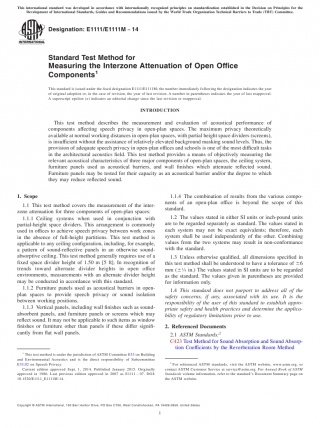 This international standard was developed in accordance with internationally recognized principles on standardization established in the Decision on Principles for the
Development of International Standards, Guides and Recommendations issued by the World Trade Organization Technical Barriers to Trade (TBT) Committee.
Designation: E1111/E1111M – 14
INTERNATIONAL
Standard Test Method for
Measuring the Interzone Attenuation of Open Office
Components1
This standard is issued under the fixed designation E1111/E1111M; the number immediately following the designation indicates the year
of original adoption or, in the case of revision, the year of last revision. A number in parentheses indicates the year of last reapproval.
A superscript epsilon (ε) indicates an editorial change since the last revision or reapproval.
INTRODUCTION
This test method describes the measurement and evaluation of acoustical performance of
components affecting speech privacy in open-plan spaces. The maximum privacy theoretically
available at normal working distances in open-plan spaces, with partial height space dividers (screens),
is insufficient without the assistance of relatively elevated background masking sound levels. Thus, the
provision of adequate speech privacy in open-plan offices and schools is one of the most difficult tasks
in the architectural acoustics field. This test method provides a means of objectively measuring the
relevant acoustical characteristics of three major components of open-plan spaces, the ceiling system,
furniture panels used as acoustical barriers, and wall finishes which attenuate reflected sound.
Furniture panels may be tested for their capacity as an acoustical barrier and/or the degree to which
they may reduce reflected sound.
1. Scope
1.1 This test method covers the measurement of the interzone
zone attenuation for three components of open-plan spaces:
1.1.1 Ceiling systems when used in conjunction with
partial-height space dividers. This arrangement is commonly
used in offices to achieve speech privacy between work zones
in the absence of full-height partitions. This test method is
applicable to any ceiling configuration, including, for example,
a pattern of sound-reflective panels in an otherwise sound-
absorptive ceiling. This test method generally requires use of a
fixed space divider height of 1.50 m [5 ft]. In recognition of
trends toward alternate divider heights in open office
environments, measurements with an alternate divider height
may be conducted in accordance with this standard.
1.1.2 Furniture panels used as acoustical barriers in open-
plan spaces to provide speech privacy or sound isolation
between working positions.
1.1.3 Vertical panels, including wall finishes such as sound-
absorbent panels, and furniture panels or screens which may
reflect sound. It may not be applicable to such items as window
finishes or furniture other than panels if these differ signifi-
cantly from the wall panels.
1 This test method is under the jurisdiction of ASTM Committee E33 on Building
and Environmental Acoustics and is the direct responsibility of Subcommittee
E33.02 on Speech Privacy.
Current edition approved Sept. 1, 2014. Published January 2015. Originally
approved in 1986. Last previous edition approved in 2007 as E1111 – 07. DOI:
10.1520/E1111_E1111M-14.
1.1.4 The combination of results from the various compo-
nents of an open office is beyond the scope of this
standard.
1.2 The values stated in either SI units or inch-pound units
are to be regarded separately as standard. The values stated in
each system may not be exact equivalents; therefore, each
system shall be used independently of the other. Combining
values from the two systems may result in non-conformance
with the standard.
1.3 Unless otherwise qualified, all dimensions specified in
this test method shall be understood to have a tolerance of ±6
mm (±¼ in.) The values stated in SI units are to be regarded
as the standard. The values given in parentheses are provided
for information only.
1.4 This standard does not purport to address all of the
safety concerns, if any, associated with its use. It is the
responsibility of the user of this standard to establish appro-
priate safety and health practices and determine the applica-
bility of regulatory limitations prior to use.
2. Referenced Documents
2.1 ASTM Standards:2
C423 Test Method for Sound Absorption and Sound Absorp-
tion Coefficients by the Reverberation Room Method
2 For referenced ASTM standards, visit the ASTM website, www.astm.org, or
contact ASTM Customer Service at service@astm.org. For Annual Book of ASTM
Standards volume information, refer to the standard's Document Summary page on
the ASTM website.
Copyright © ASTM International, 100 Barr Harbor Drive, PO Box C700, West Conshohocken, PA 19428-2959. United States
1